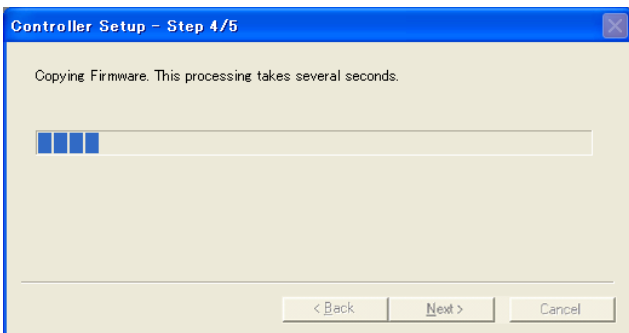 Controller Setup - Step 4/5
Copying Firmware. This processing takes several seconds.
< Back
Next >
Cancel